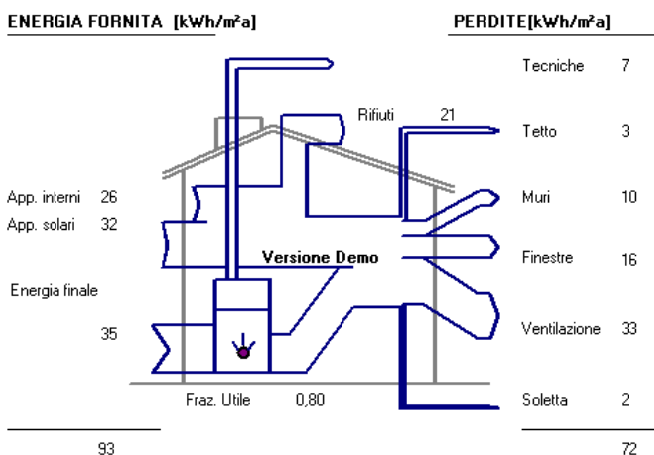 ENERGIA FORNITA [kWh/m²a]
PERDITE[kWh/m²a]
Tecniche 7
Rifiuti 21
Tetto 3
App. interni 26
Muri 10
App. solari 32
Versione Demo
Finestre 16
Energia finale
35
Ventilazione 33
Fraz. Utile 0,80
Soletta 2
93
72